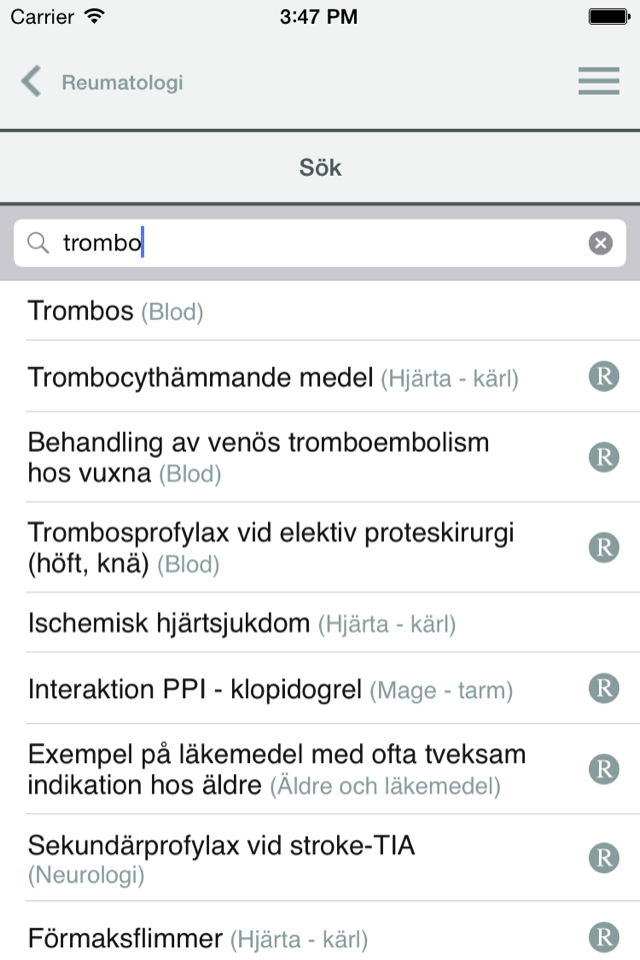 Carrier 3:47 PM
Reumatologi
Sök
trombo
Trombos (Blod)
Trombocythämmande medel (Hjärta - kärl) R
Behandling av venös tromboembolism
hos vuxna (Blod) R
Trombosprofylax vid elektiv proteskirurgi
(höft, knä) (Blod) R
Ischemisk hjärtsjukdom (Hjärta - kärl)
Interaktion PPI - klopidogrel (Mage - tarm) R
Exempel på läkemedel med ofta tveksam
indikation hos äldre (Äldre och läkemedel) R
Sekundärprofylax vid stroke-TIA
(Neurologi) R
Förmaksflimmer (Hjärta - kärl) R